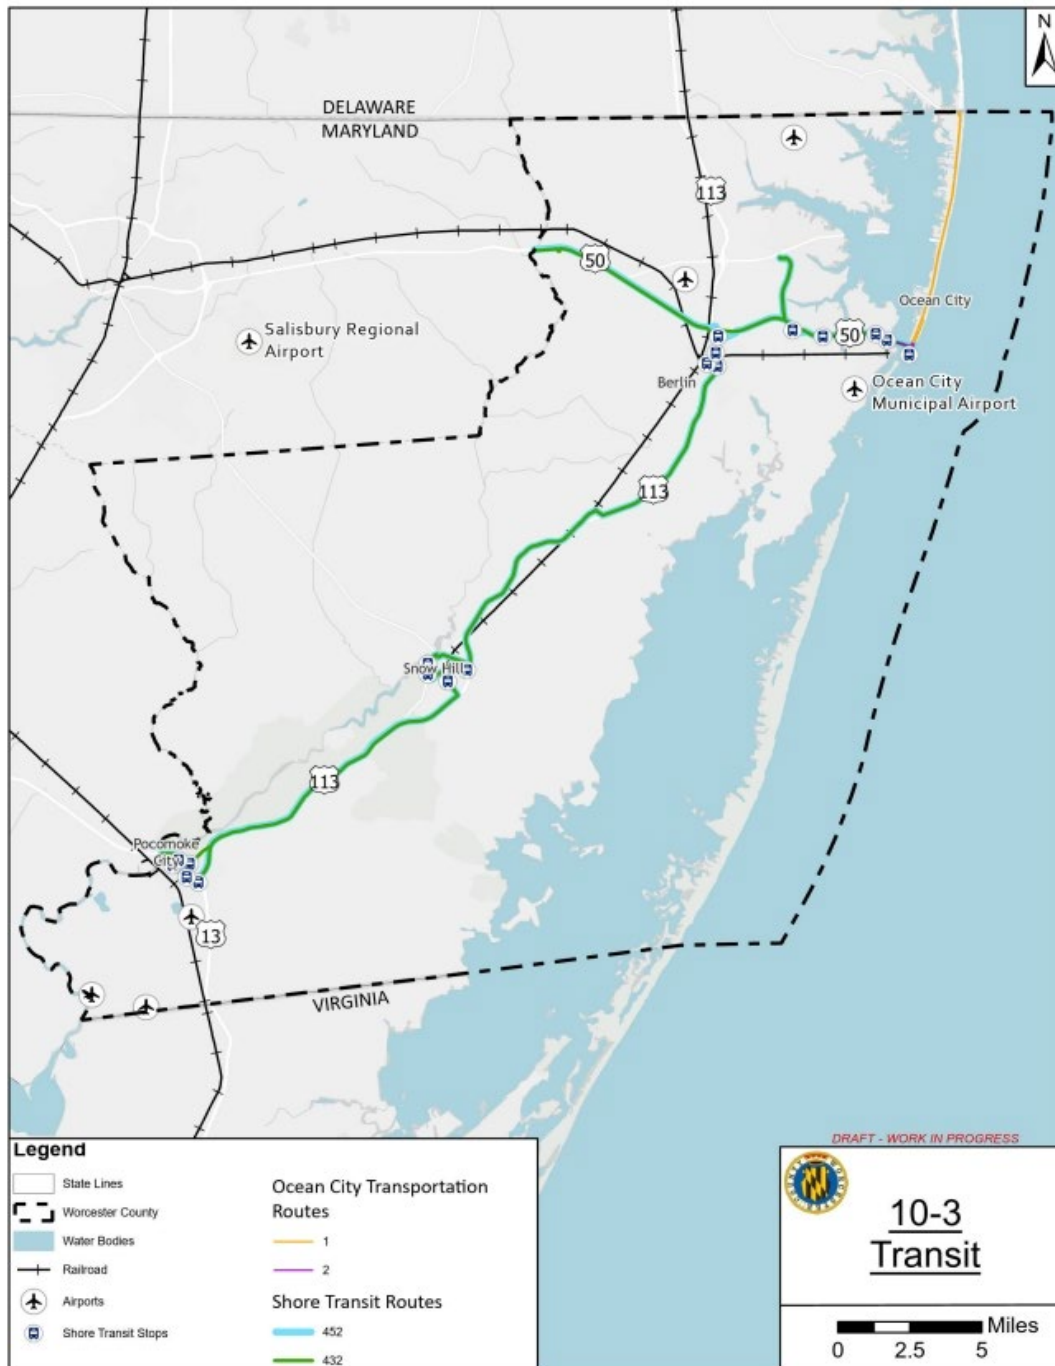 N
DELAWARE
MARYLAND
113
50
Ocean City
Salisbury Regional
Airport
50
Berlin
Ocean City
Municipal Airport
113
Snow Hill
113
Pocomoke
City
13
VIRGINIA
DRAFT - WORK IN PROGRESS
Legend
State Lines
Worcester County
Water Bodies
Railroad
Airports
Shore Transit Stops
Ocean City Transportation
Routes
1
2
Shore Transit Routes
452
432
10-3
Transit
Miles
0 2.5 5